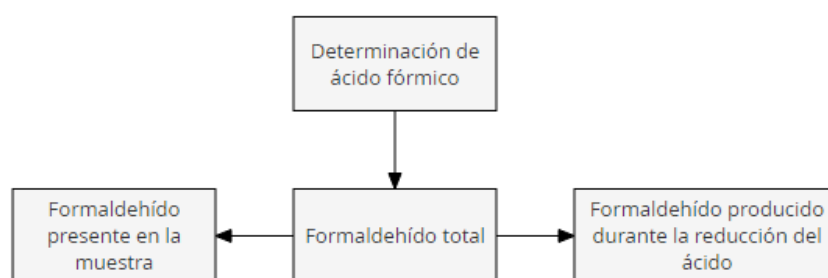 Determinación de
ácido fórmico
Formaldehído
presente en la
muestra
Formaldehído total
Formaldehído producido
durante la reducción del
ácido